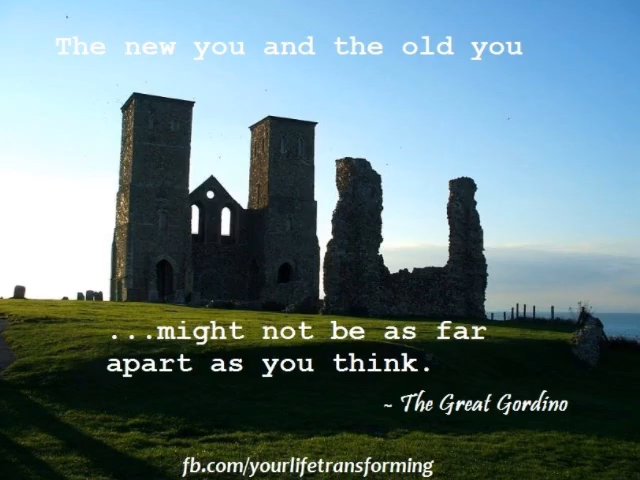 The new you and the old you
...might not be as far
apart as you think.
~ The Great Gordino
fb.com/yourlifetransforming